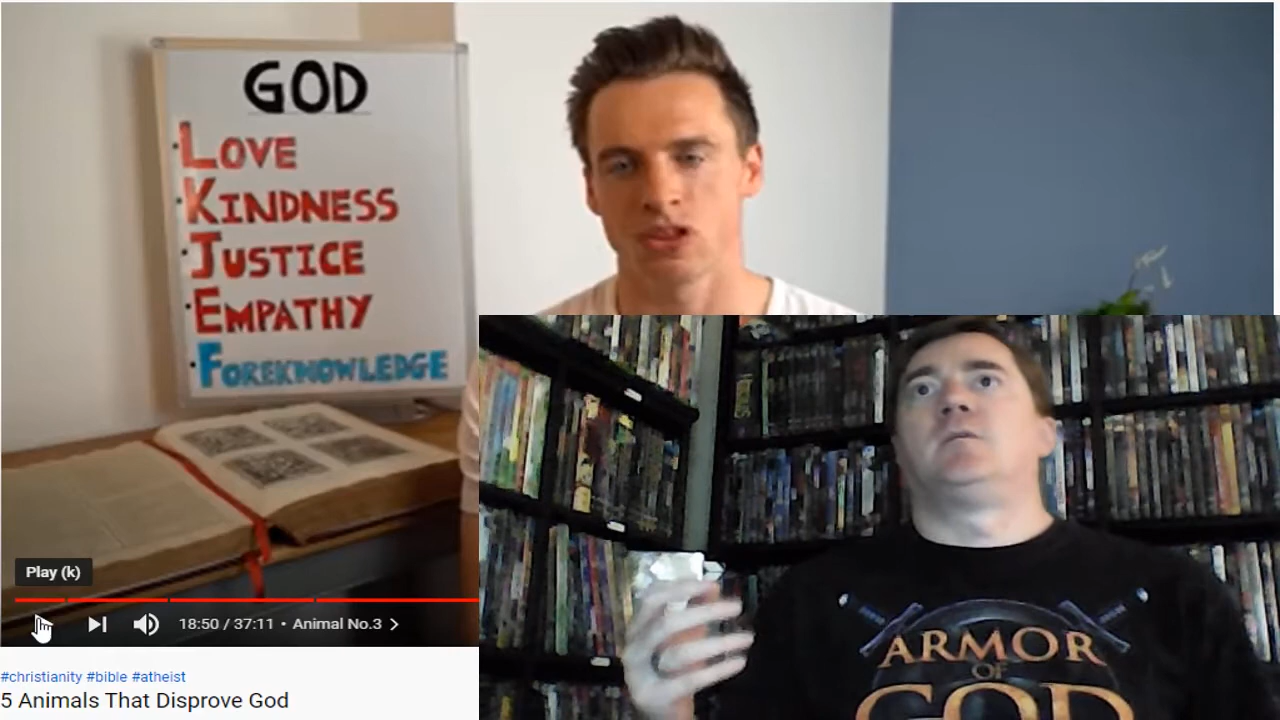 GOD
LOVE
KINDNESS
JUSTICE
EMPATHY
FOREKNOWLEDGE
Play (k)
18:50 / 37:11 • Animal No.3
#christianity #bible #atheist
5 Animals That Disprove God
ARMOR
OF
GOD